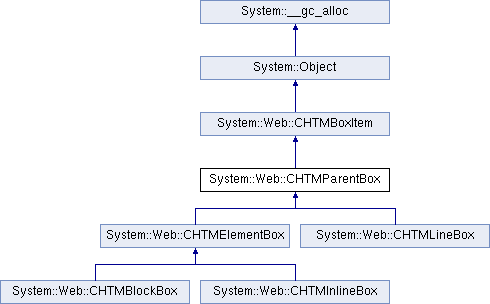 System::__gc_alloc
System::Object
System::Web::CHTMBoxItem
System::Web::CHTMParentBox
System::Web::CHTMElementBox
System::Web::CHTMLineBox
System::Web::CHTMBlockBox
System::Web::CHTMInlineBox